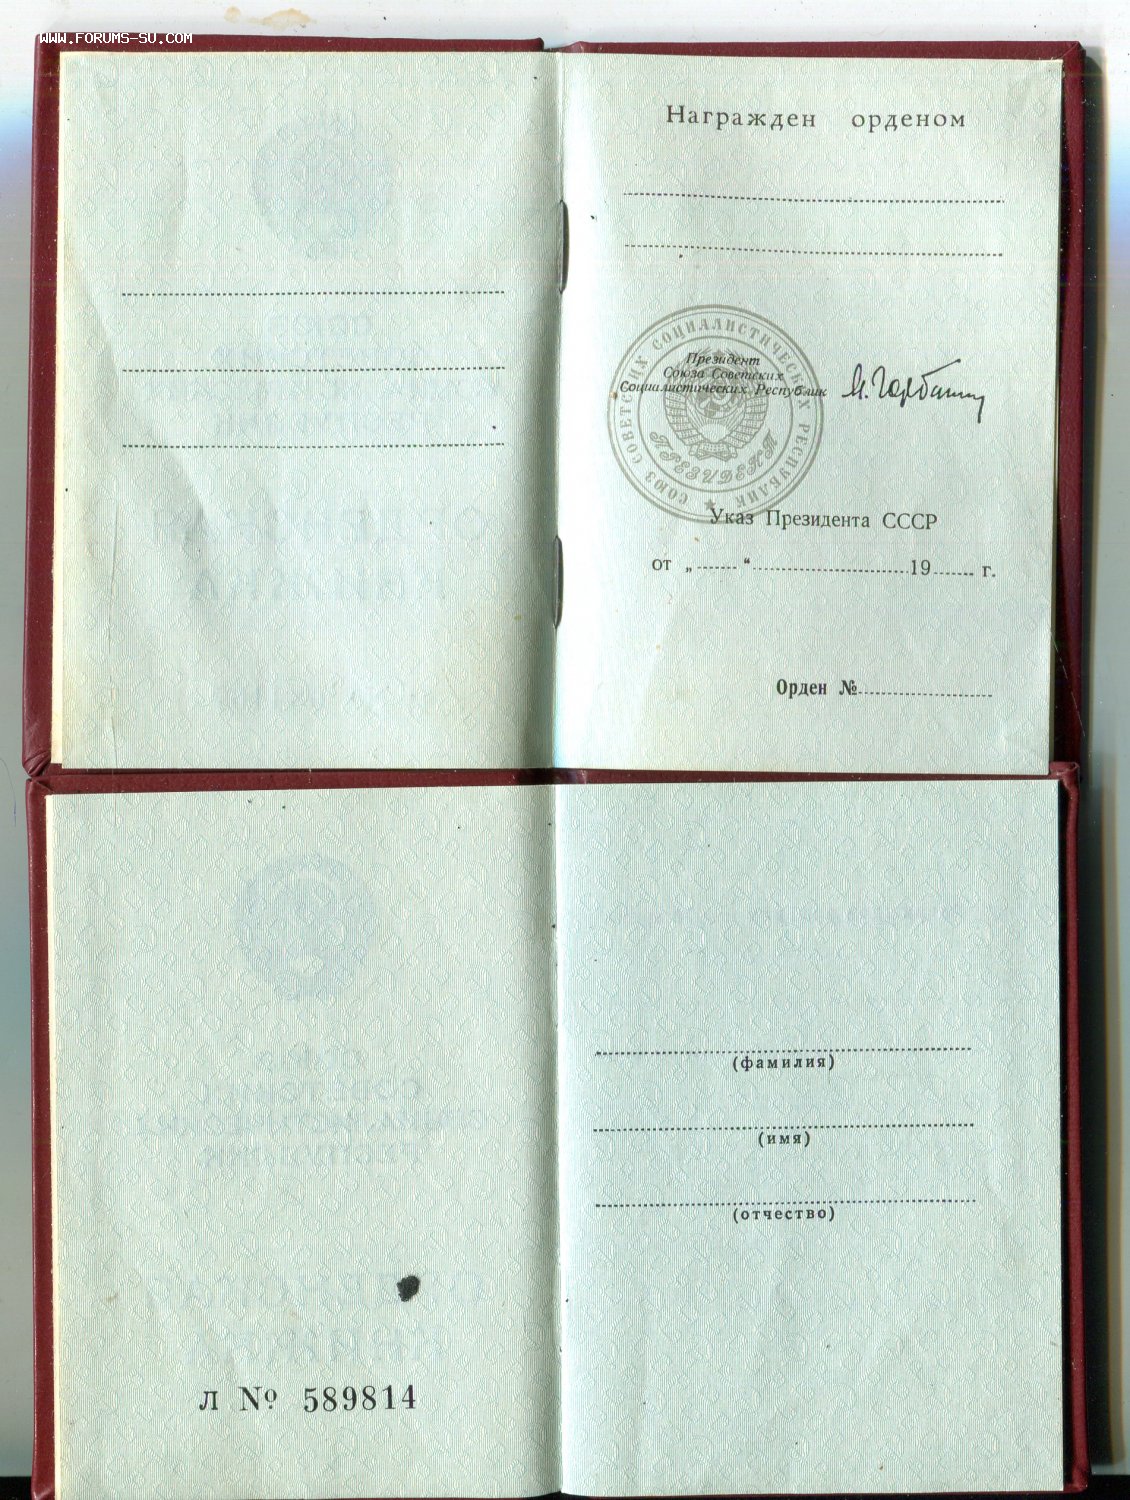 WWW.FORUMS-SU.COM
Награжден орденом
СОЮЗ СОВЕТСКИХ СОЦИАЛИСТИЧЕСКИХ РЕСПУБЛИК
ПРЕЗИДЕНТ
Президент
Союза Советских
Социалистических Республик
М. Горбачев
Указ Президента СССР
от „ “ 19 г.
Орден №
(фамилия)
(имя)
(отчество)
Л № 589814